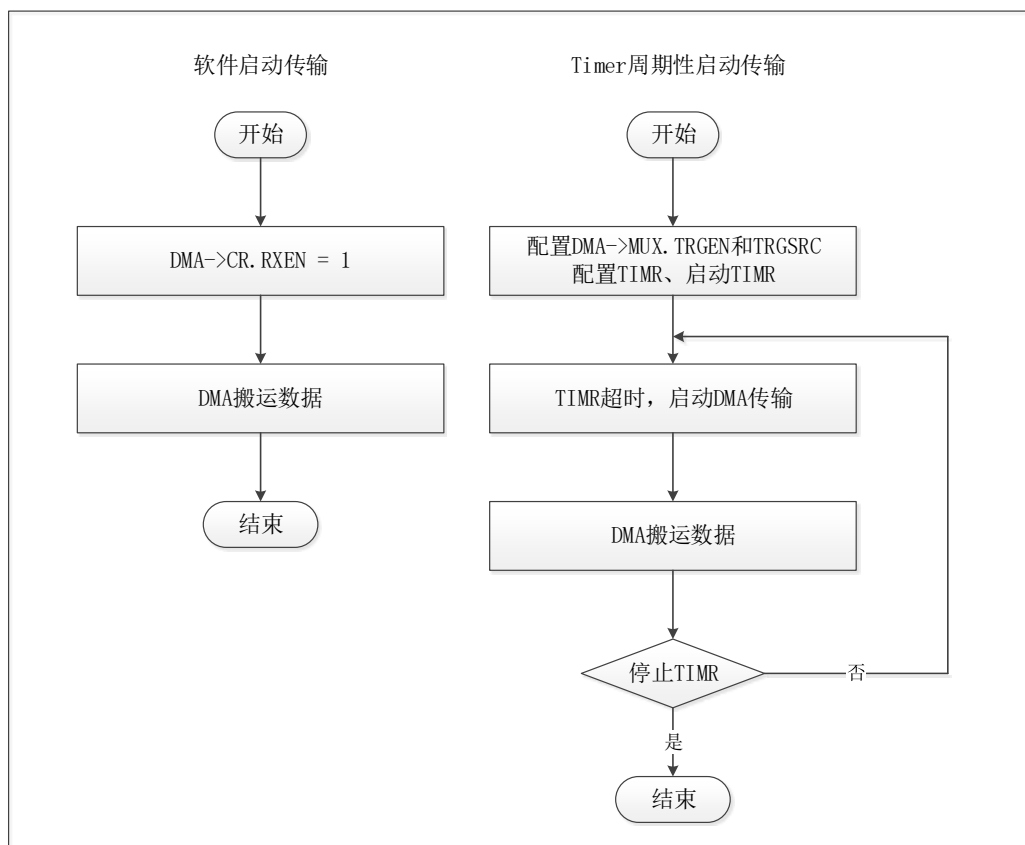 软件启动传输
开始
DMA->CR.RXEN = 1
DMA搬运数据
结束
Timer周期性启动传输
开始
配置DMA->MUX.TRGEN和TRGSRC
配置TIMR、启动TIMR
TIMR超时，启动DMA传输
DMA搬运数据
停止TIMR
否
是
结束